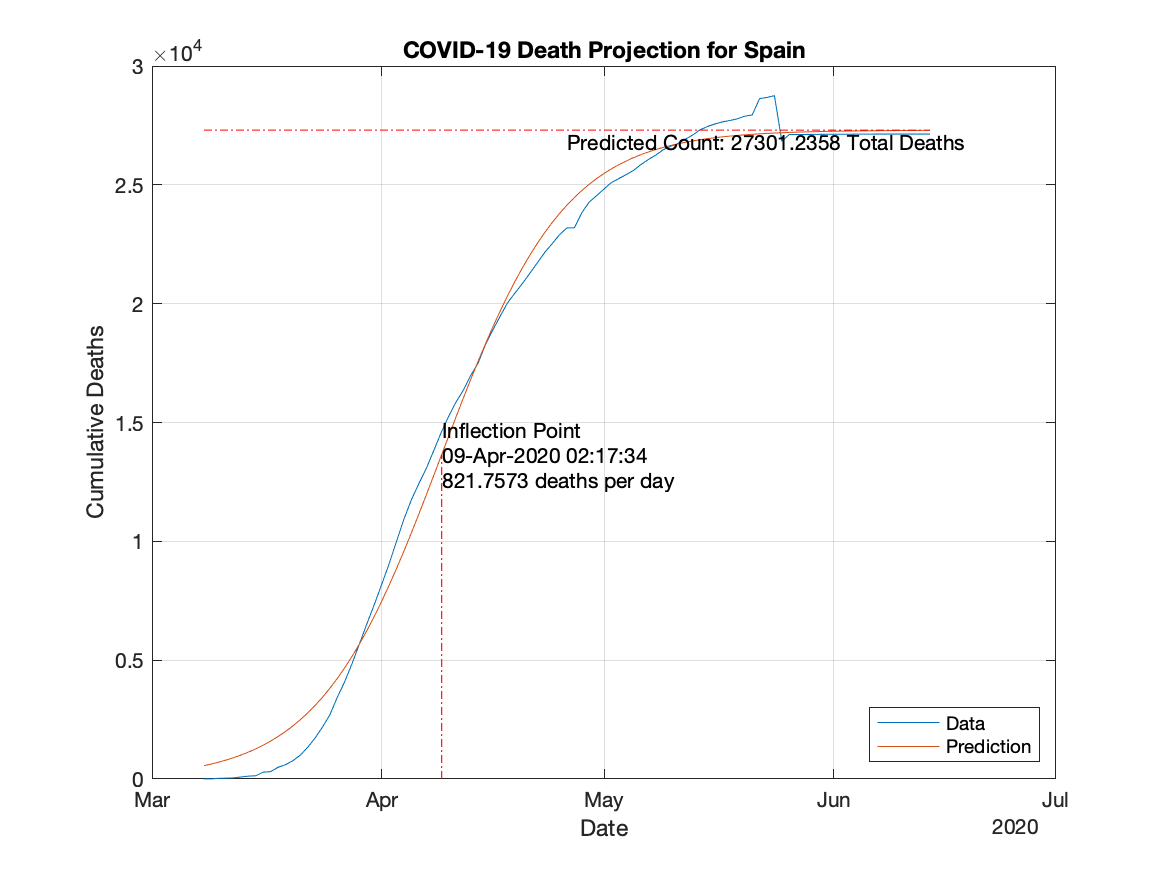 COVID-19 Death Projection for Spain
×10⁴
3
2.5
2
1.5
1
0.5
0
Cumulative Deaths
Predicted Count: 27301.2358 Total Deaths
Inflection Point
09-Apr-2020 02:17:34
821.7573 deaths per day
Data
Prediction
Mar Apr May Jun Jul
Date
2020